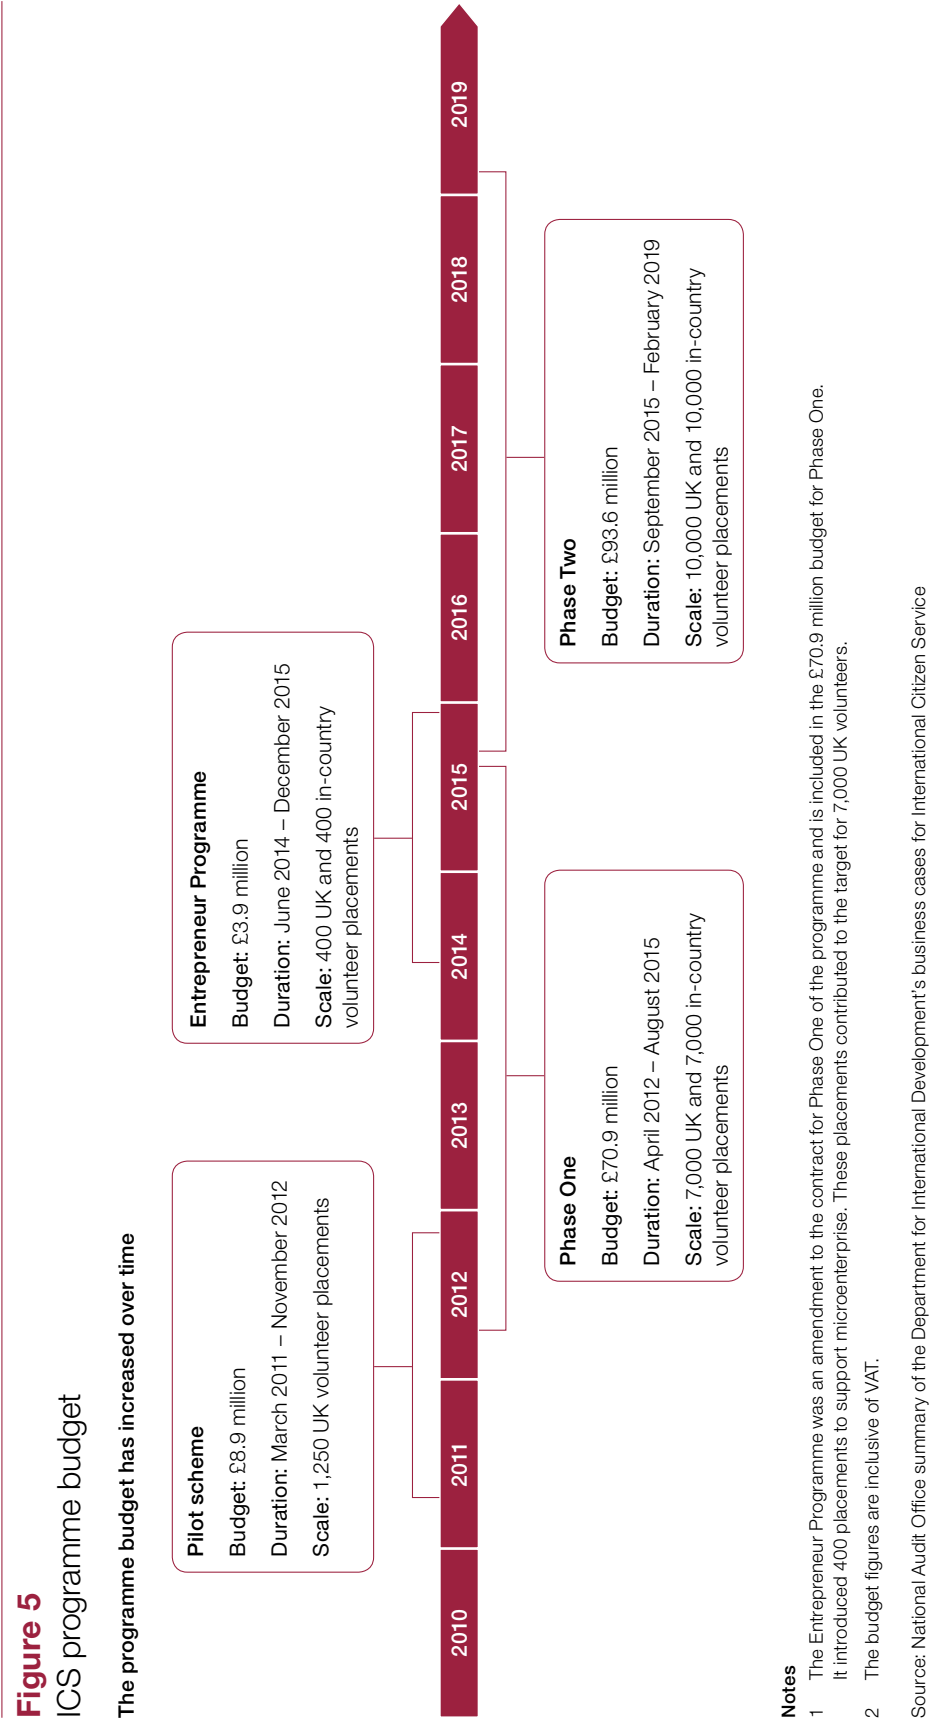 Figure 5
ICS programme budget
The programme budget has increased over time
Pilot scheme
Budget: £8.9 million
Duration: March 2011 – November 2012
Scale: 1,250 UK volunteer placements
Entrepreneur Programme
Budget: £3.9 million
Duration: June 2014 – December 2015
Scale: 400 UK and 400 in-country
volunteer placements
2010
2011
2012
2013
2014
2015
2016
2017
2018
2019
Phase One
Budget: £70.9 million
Duration: April 2012 – August 2015
Scale: 7,000 UK and 7,000 in-country
volunteer placements
Phase Two
Budget: £93.6 million
Duration: September 2015 – February 2019
Scale: 10,000 UK and 10,000 in-country
volunteer placements
Notes
1 The Entrepreneur Programme was an amendment to the contract for Phase One of the programme and is included in the £70.9 million budget for Phase One.
It introduced 400 placements to support microenterprise. These placements contributed to the target for 7,000 UK volunteers.
2 The budget figures are inclusive of VAT.
Source: National Audit Office summary of the Department for International Development's business cases for International Citizen Service